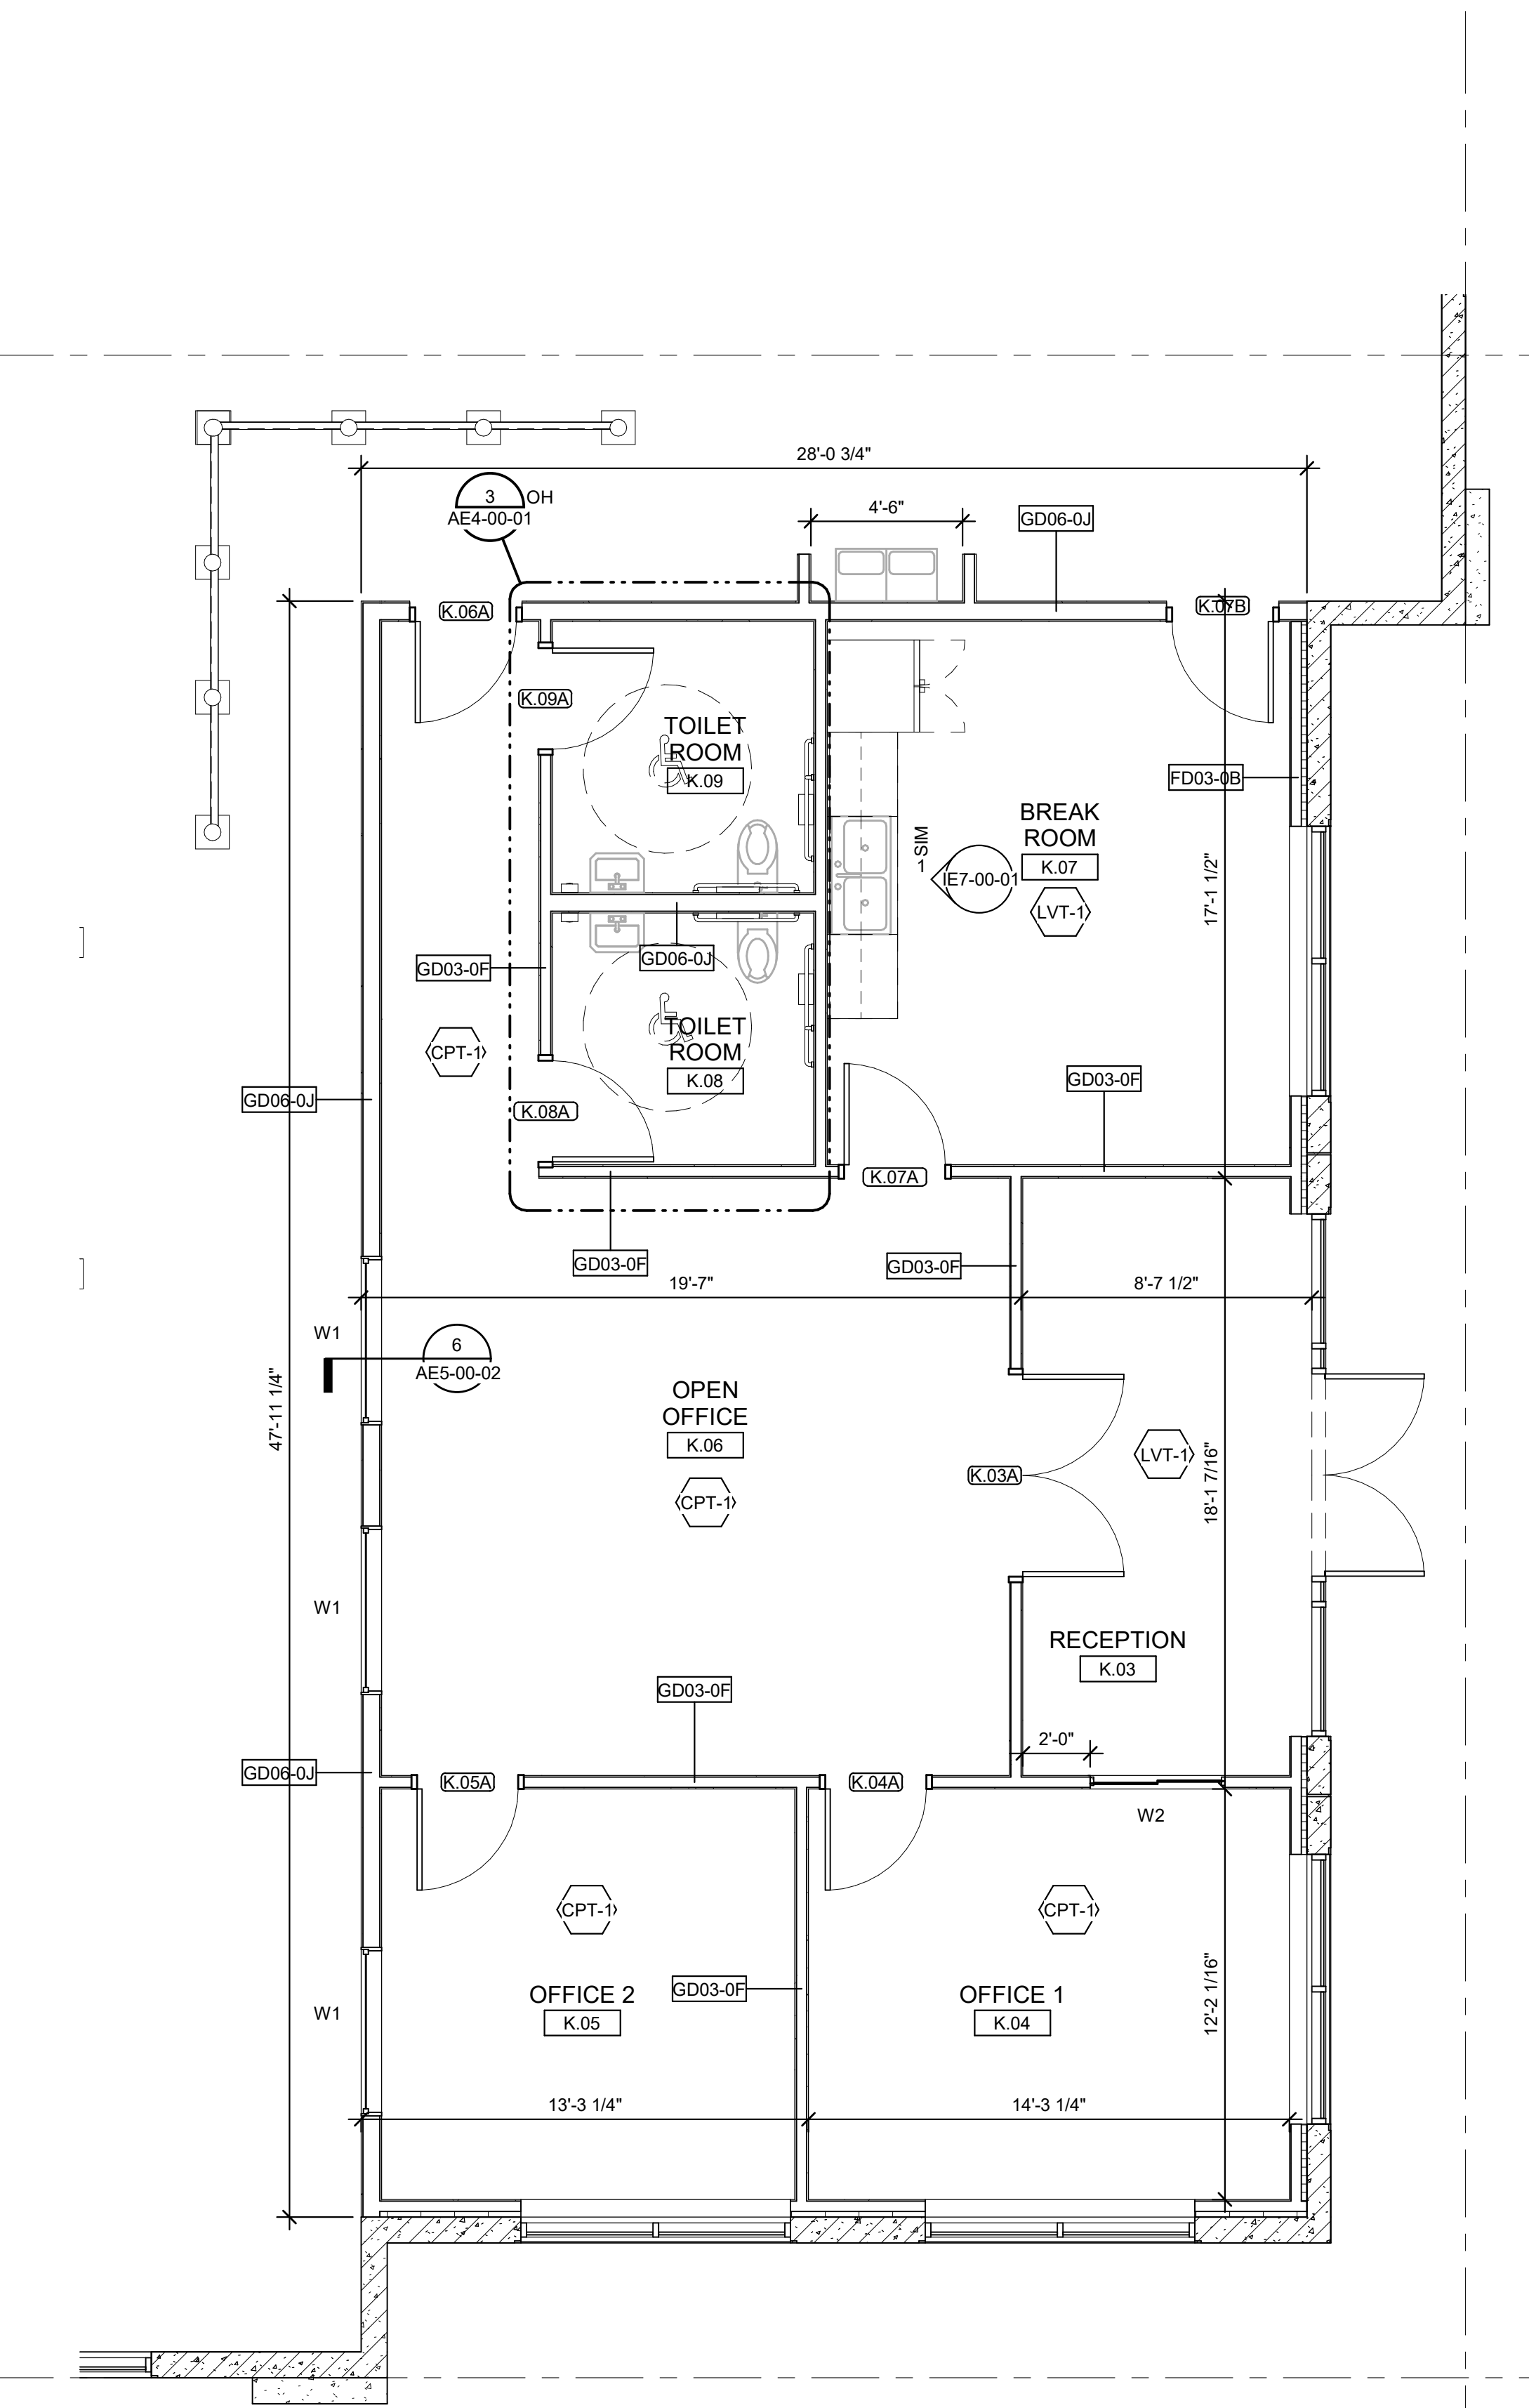 28'-0 3/4"
3
OH
AE4-00-01
4'-6"
GD06-0J
K.06A
K.07B
K.09A
TOILET
ROOM
K.09
FD03-0B
BREAK
ROOM
K.07
LVT-1
1 SIM
IE7-00-01
17'-1 1/2"
GD03-0F
GD06-0J
CPT-1
TOILET
ROOM
K.08
GD06-0J
K.08A
GD03-0F
K.07A
GD03-0F
GD03-0F
19'-7"
8'-7 1/2"
W1
6
AE5-00-02
47'-11 1/4"
OPEN
OFFICE
K.06
CPT-1
K.03A
LVT-1
18'-1 7/16"
W1
RECEPTION
K.03
GD03-0F
2'-0"
GD06-0J
K.05A
K.04A
W2
CPT-1
CPT-1
OFFICE 2
K.05
GD03-0F
OFFICE 1
K.04
W1
12'-2 1/16"
13'-3 1/4"
14'-3 1/4"